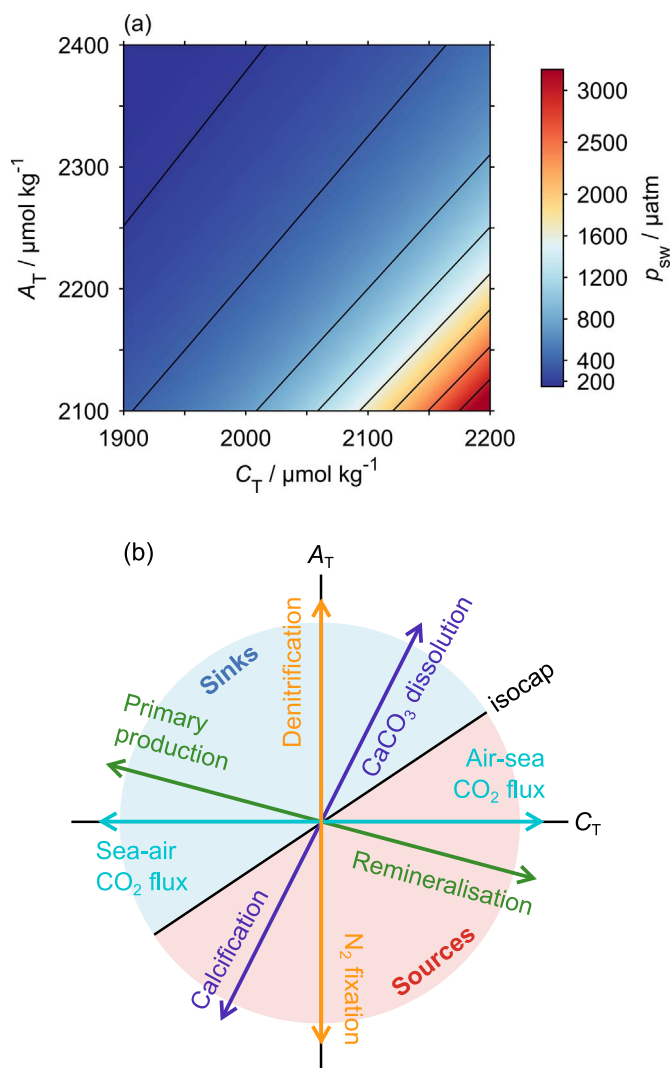 (a)
2400
2300
2200
2100
A_T / µmol kg⁻¹
1900
2000
2100
2200
C_T / µmol kg⁻¹
3000
2500
2000
1600
1200
800
400
200
p_sw / µatm
(b)
A_T
Sinks
Denitrification
CaCO₃ dissolution
isocap
Primary
production
Air-sea
CO₂ flux
C_T
Sea-air
CO₂ flux
Remineralisation
Calcification
N₂ fixation
Sources